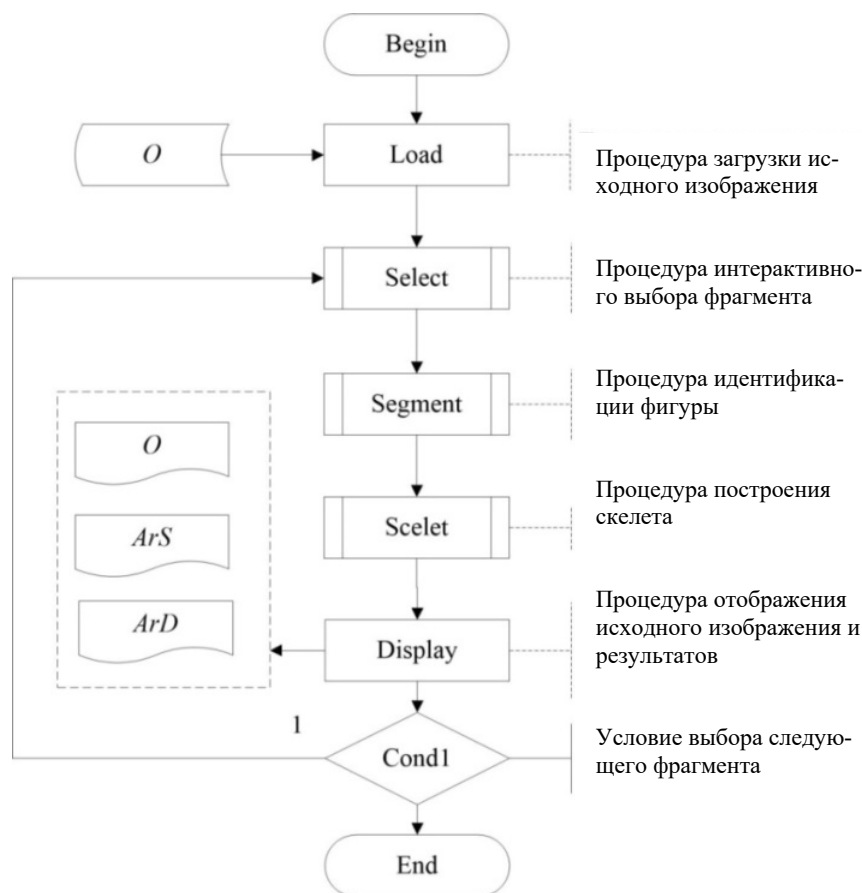 Begin
O
Load
Процедура загрузки ис-
ходного изображения
Select
Процедура интерактивно-
го выбора фрагмента
Segment
Процедура идентифика-
ции фигуры
O
Scelet
Процедура построения
скелета
ArS
ArD
Display
Процедура отображения
исходного изображения и
результатов
1
Cond1
Условие выбора следую-
щего фрагмента
End